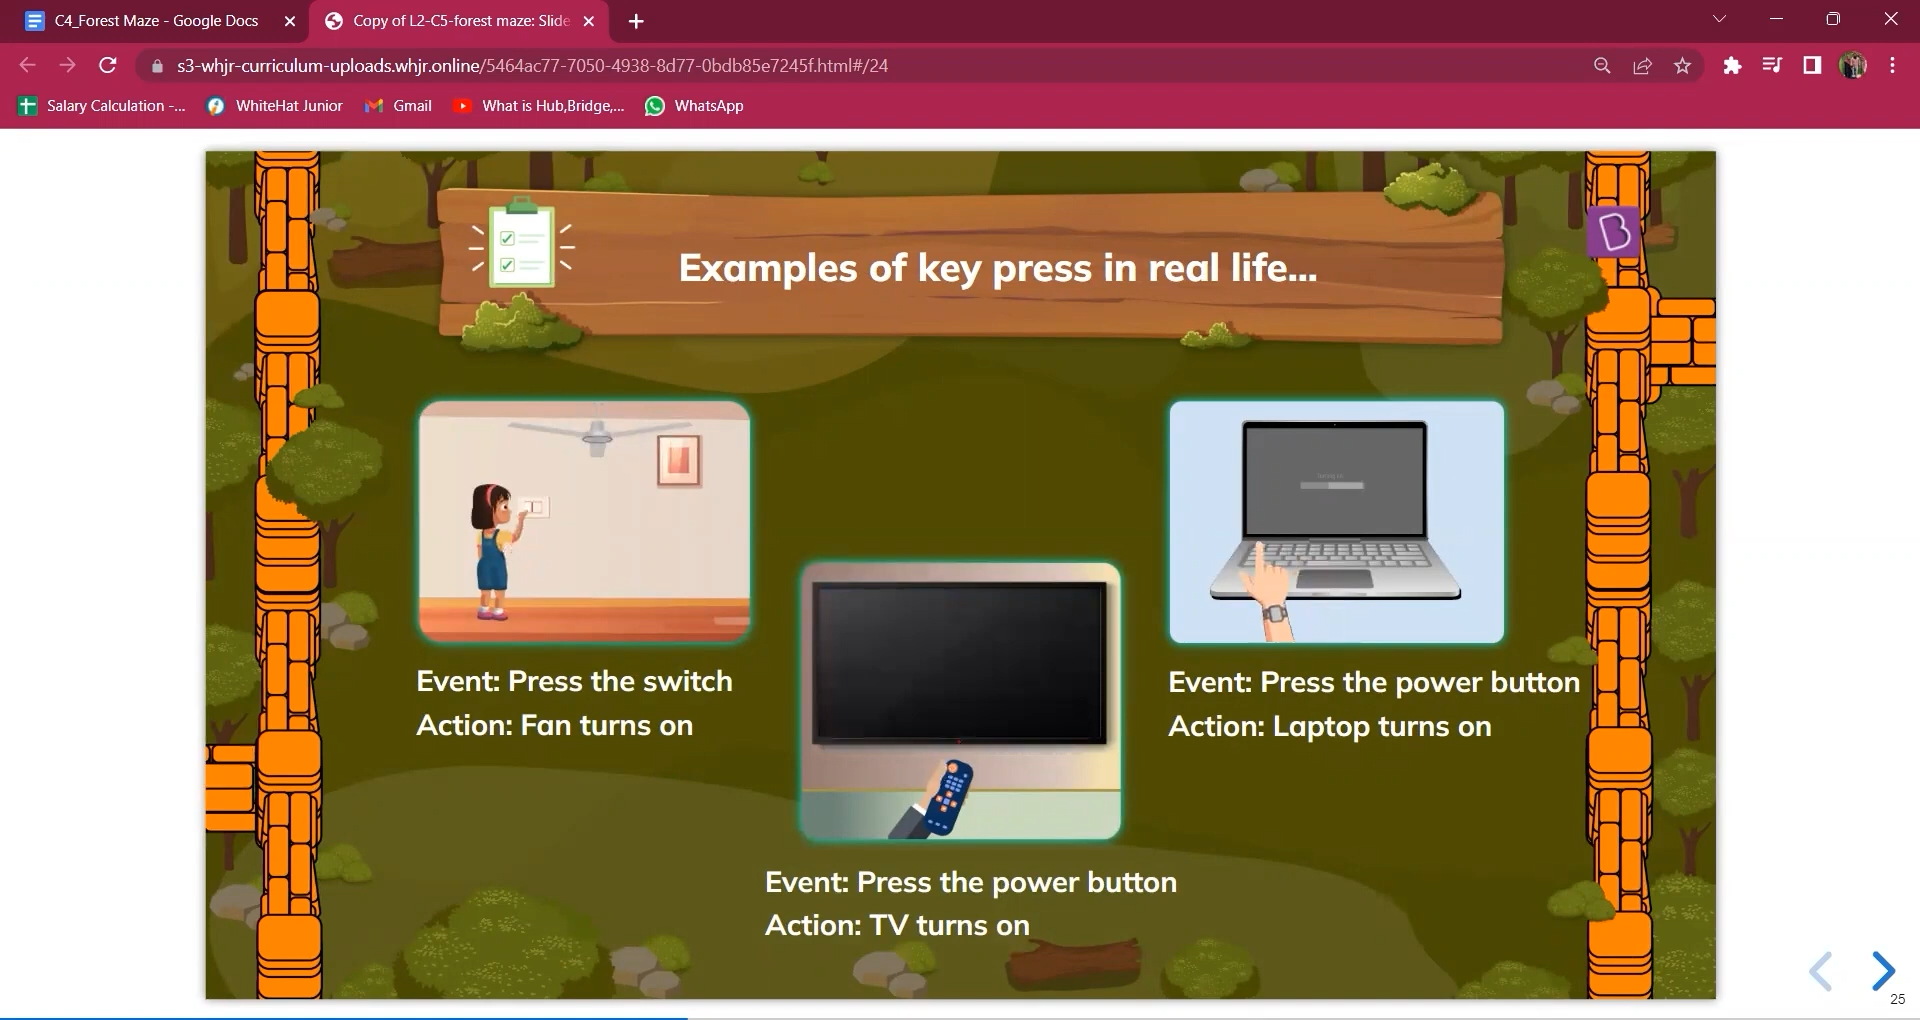 C4_Forest Maze - Google Docs
Copy of L2-C5-forest maze: Slide
s3-whjr-curriculum-uploads.whjr.online/5464ac77-7050-4938-8d77-0bdb85e7245f.html#/24
Salary Calculation -...
WhiteHat Junior
Gmail
What is Hub,Bridge,...
WhatsApp
Examples of key press in real life...
B
Event: Press the switch
Action: Fan turns on
Event: Press the power button
Action: Laptop turns on
Event: Press the power button
Action: TV turns on
25